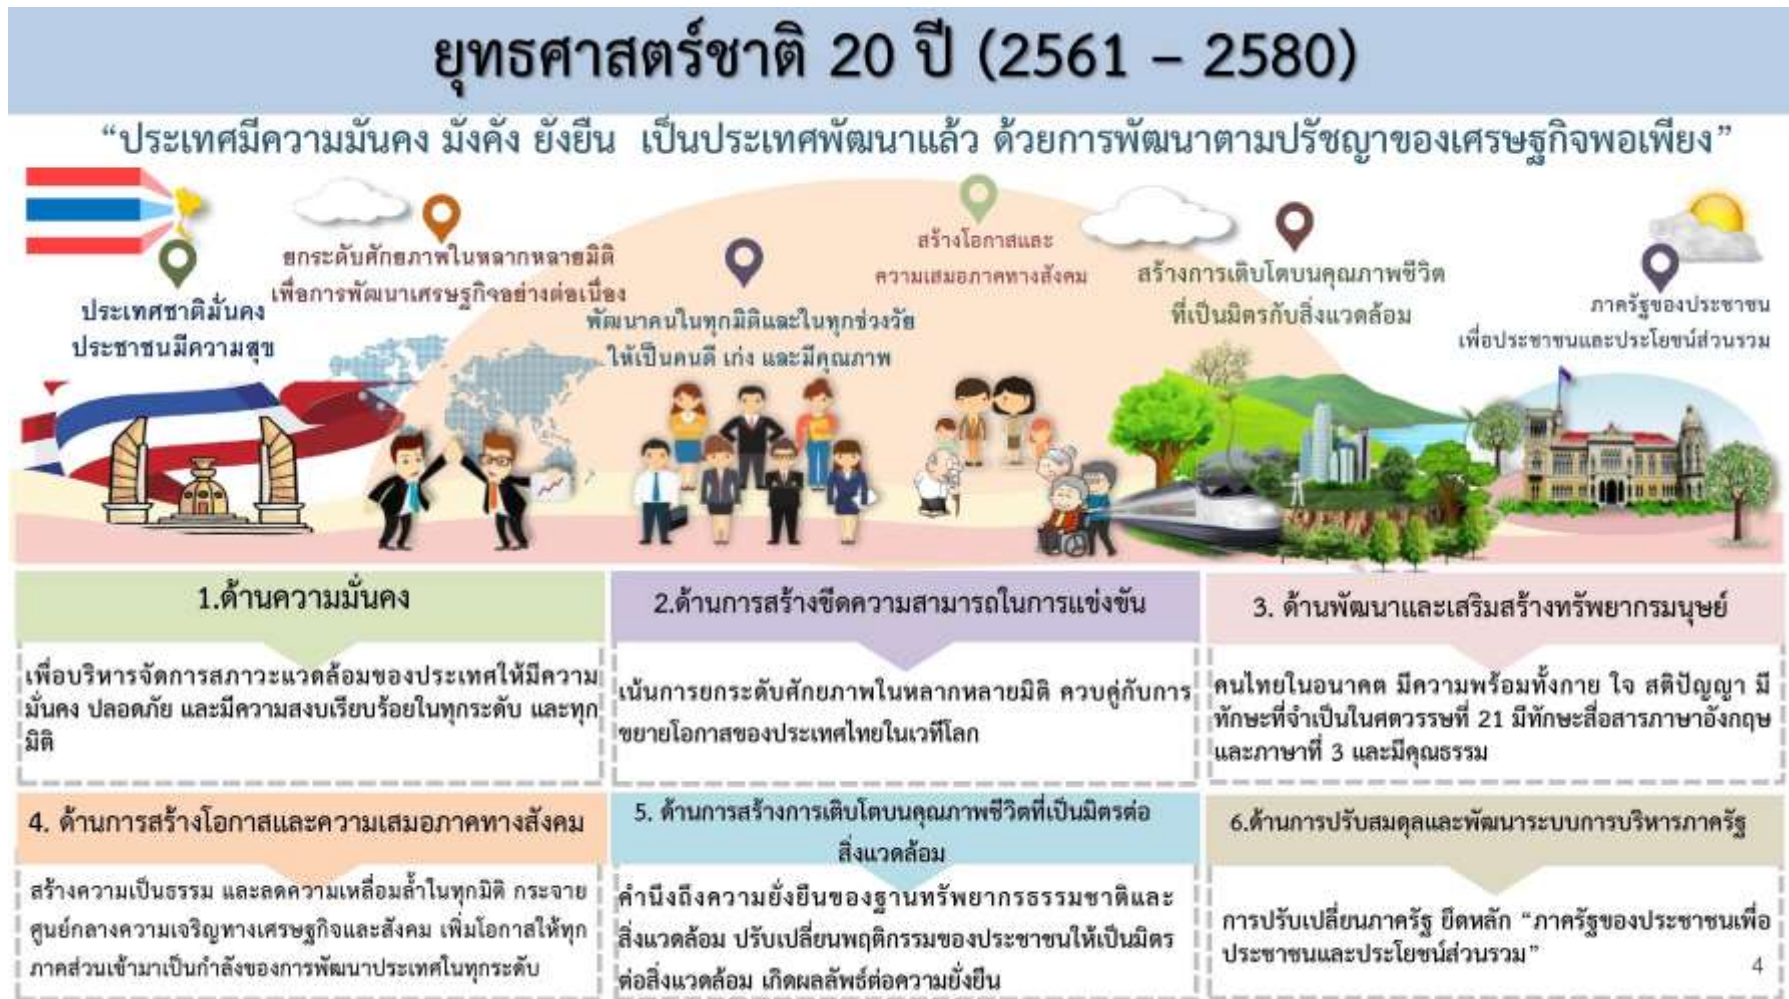 ยุทธศาสตร์ชาติ 20 ปี (2561 – 2580)
“ประเทศมีความมั่นคง มั่งคั่ง ยั่งยืน เป็นประเทศพัฒนาแล้ว ด้วยการพัฒนาตามปรัชญาของเศรษฐกิจพอเพียง”
ประเทศชาติมั่นคง
ประชาชนมีความสุข
ยกระดับศักยภาพในหลากหลายมิติ
เพื่อการพัฒนาเศรษฐกิจอย่างต่อเนื่อง
พัฒนาคนในทุกมิติและในทุกช่วงวัย
ให้เป็นคนดี เก่ง และมีคุณภาพ
สร้างโอกาสและ
ความเสมอภาคทางสังคม
สร้างการเติบโตบนคุณภาพชีวิต
ที่เป็นมิตรกับสิ่งแวดล้อม
ภาครัฐของประชาชน
เพื่อประชาชนและประโยชน์ส่วนรวม
1.ด้านความมั่นคง
เพื่อบริหารจัดการสภาวะแวดล้อมของประเทศให้มีความ
มั่นคง ปลอดภัย และมีความสงบเรียบร้อยในทุกระดับ และทุก
มิติ
2.ด้านการสร้างขีดความสามารถในการแข่งขัน
เน้นการยกระดับศักยภาพในหลากหลายมิติ ควบคู่กับการ
ขยายโอกาสของประเทศไทยในเวทีโลก
3. ด้านพัฒนาและเสริมสร้างทรัพยากรมนุษย์
คนไทยในอนาคต มีความพร้อมทั้งกาย ใจ สติปัญญา มี
ทักษะที่จำเป็นในศตวรรษที่ 21 มีทักษะสื่อสารภาษาอังกฤษ
และภาษาที่ 3 และมีคุณธรรม
4. ด้านการสร้างโอกาสและความเสมอภาคทางสังคม
สร้างความเป็นธรรม และลดความเหลื่อมล้ำในทุกมิติ กระจาย
ศูนย์กลางความเจริญทางเศรษฐกิจและสังคม เพิ่มโอกาสให้ทุก
ภาคส่วนเข้ามาเป็นกำลังของการพัฒนาประเทศในทุกระดับ
5. ด้านการสร้างการเติบโตบนคุณภาพชีวิตที่เป็นมิตรต่อ
สิ่งแวดล้อม
คำนึงถึงความยั่งยืนของฐานทรัพยากรธรรมชาติและ
สิ่งแวดล้อม ปรับเปลี่ยนพฤติกรรมของประชาชนให้เป็นมิตร
ต่อสิ่งแวดล้อม เกิดผลลัพธ์ต่อความยั่งยืน
6.ด้านการปรับสมดุลและพัฒนาระบบการบริหารภาครัฐ
การปรับเปลี่ยนภาครัฐ ยึดหลัก “ภาครัฐของประชาชนเพื่อ
ประชาชนและประโยชน์ส่วนรวม”
4